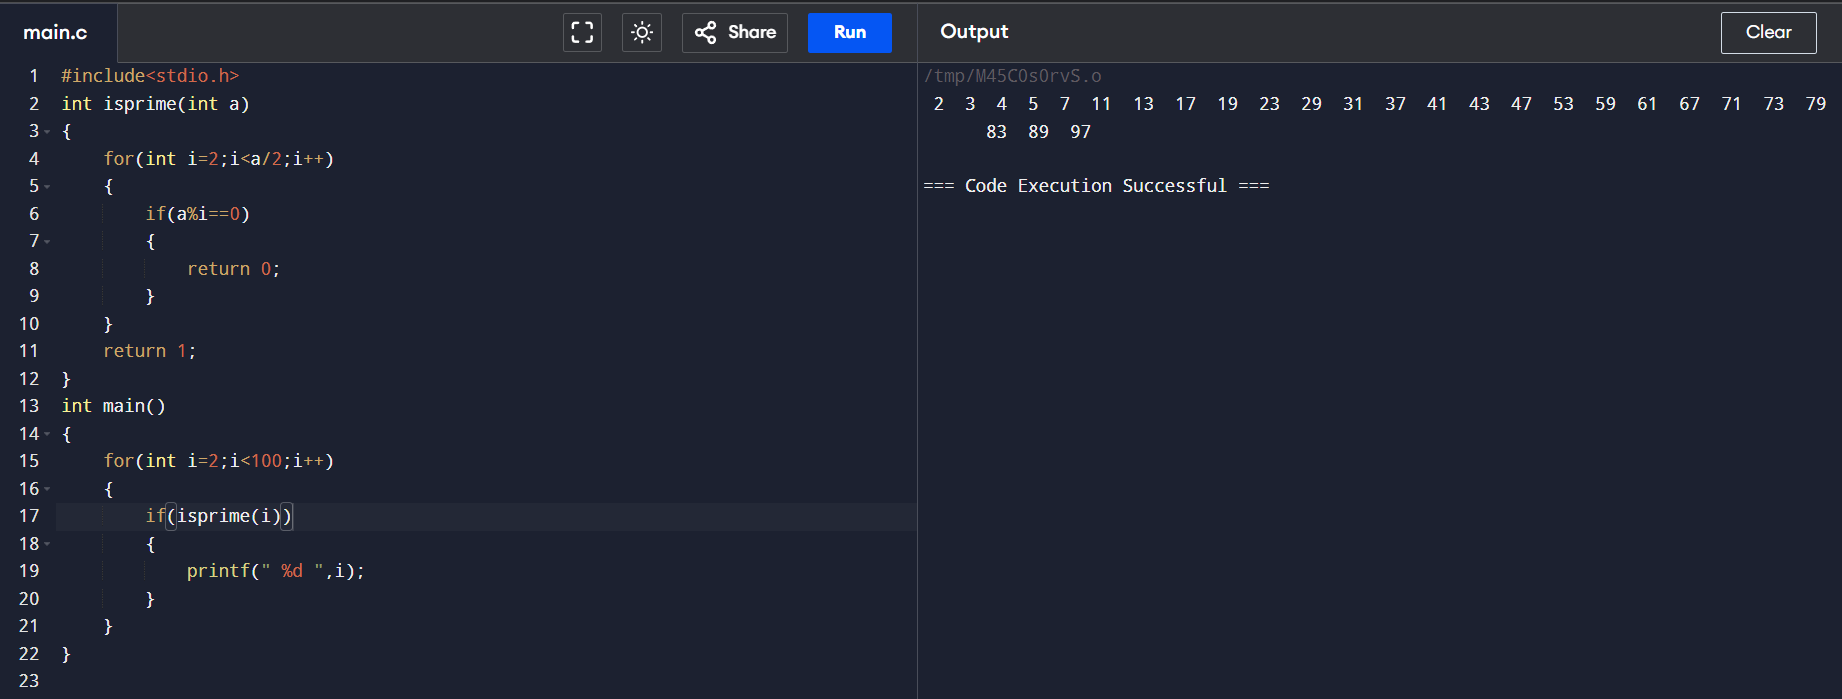 main.c Share Run Output Clear
1 #include<stdio.h>
2 int isprime(int a)
3 {
4 for(int i=2;i<a/2;i++)
5 {
6 if(a%i==0)
7 {
8 return 0;
9 }
10 }
11 return 1;
12 }
13 int main()
14 {
15 for(int i=2;i<100;i++)
16 {
17 if(isprime(i))
18 {
19 printf(" %d ",i);
20 }
21 }
22 }
23
/tmp/M45COsOrvS.o
2 3 4 5 7 11 13 17 19 23 29 31 37 41 43 47 53 59 61 67 71 73 79
83 89 97
=== Code Execution Successful ===